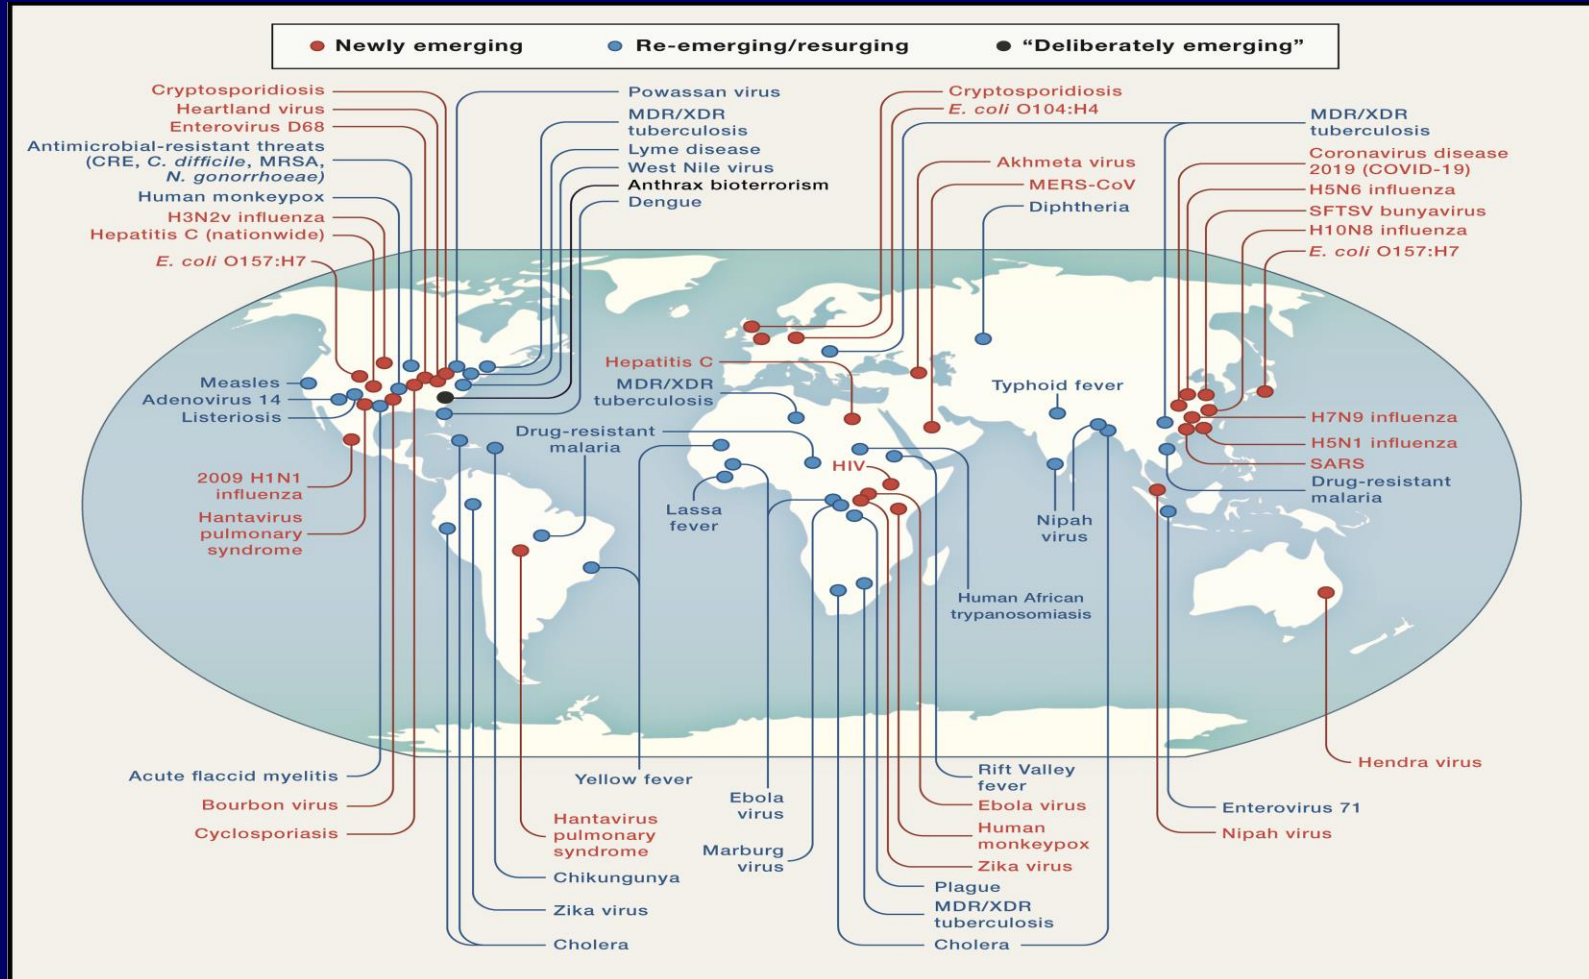 Newly emerging
Re-emerging/resurging
“Deliberately emerging”
Cryptosporidiosis
Heartland virus
Enterovirus D68
Antimicrobial-resistant threats
(CRE, C. difficile, MRSA,
N. gonorrhoeae)
Human monkeypox
H3N2v influenza
Hepatitis C (nationwide)
E. coli O157:H7
Powassan virus
MDR/XDR
tuberculosis
Lyme disease
West Nile virus
Anthrax bioterrorism
Dengue
Cryptosporidiosis
E. coli O104:H4
Akhmeta virus
MERS-CoV
Diphtheria
MDR/XDR
tuberculosis
Coronavirus disease
2019 (COVID-19)
H5N6 influenza
SFTSV bunyavirus
H10N8 influenza
E. coli O157:H7
Measles
Adenovirus 14
Listeriosis
2009 H1N1
influenza
Hantavirus
pulmonary
syndrome
Hepatitis C
MDR/XDR
tuberculosis
Drug-resistant
malaria
HIV
Lassa
fever
Typhoid fever
Nipah
virus
Human African
trypanosomiasis
H7N9 influenza
H5N1 influenza
SARS
Drug-resistant
malaria
Acute flaccid myelitis
Bourbon virus
Cyclosporiasis
Hantavirus
pulmonary
syndrome
Chikungunya
Zika virus
Cholera
Yellow fever
Ebola
virus
Marburg
virus
Rift Valley
fever
Ebola virus
Human
monkeypox
Zika virus
Plague
MDR/XDR
tuberculosis
Cholera
Hendra virus
Enterovirus 71
Nipah virus